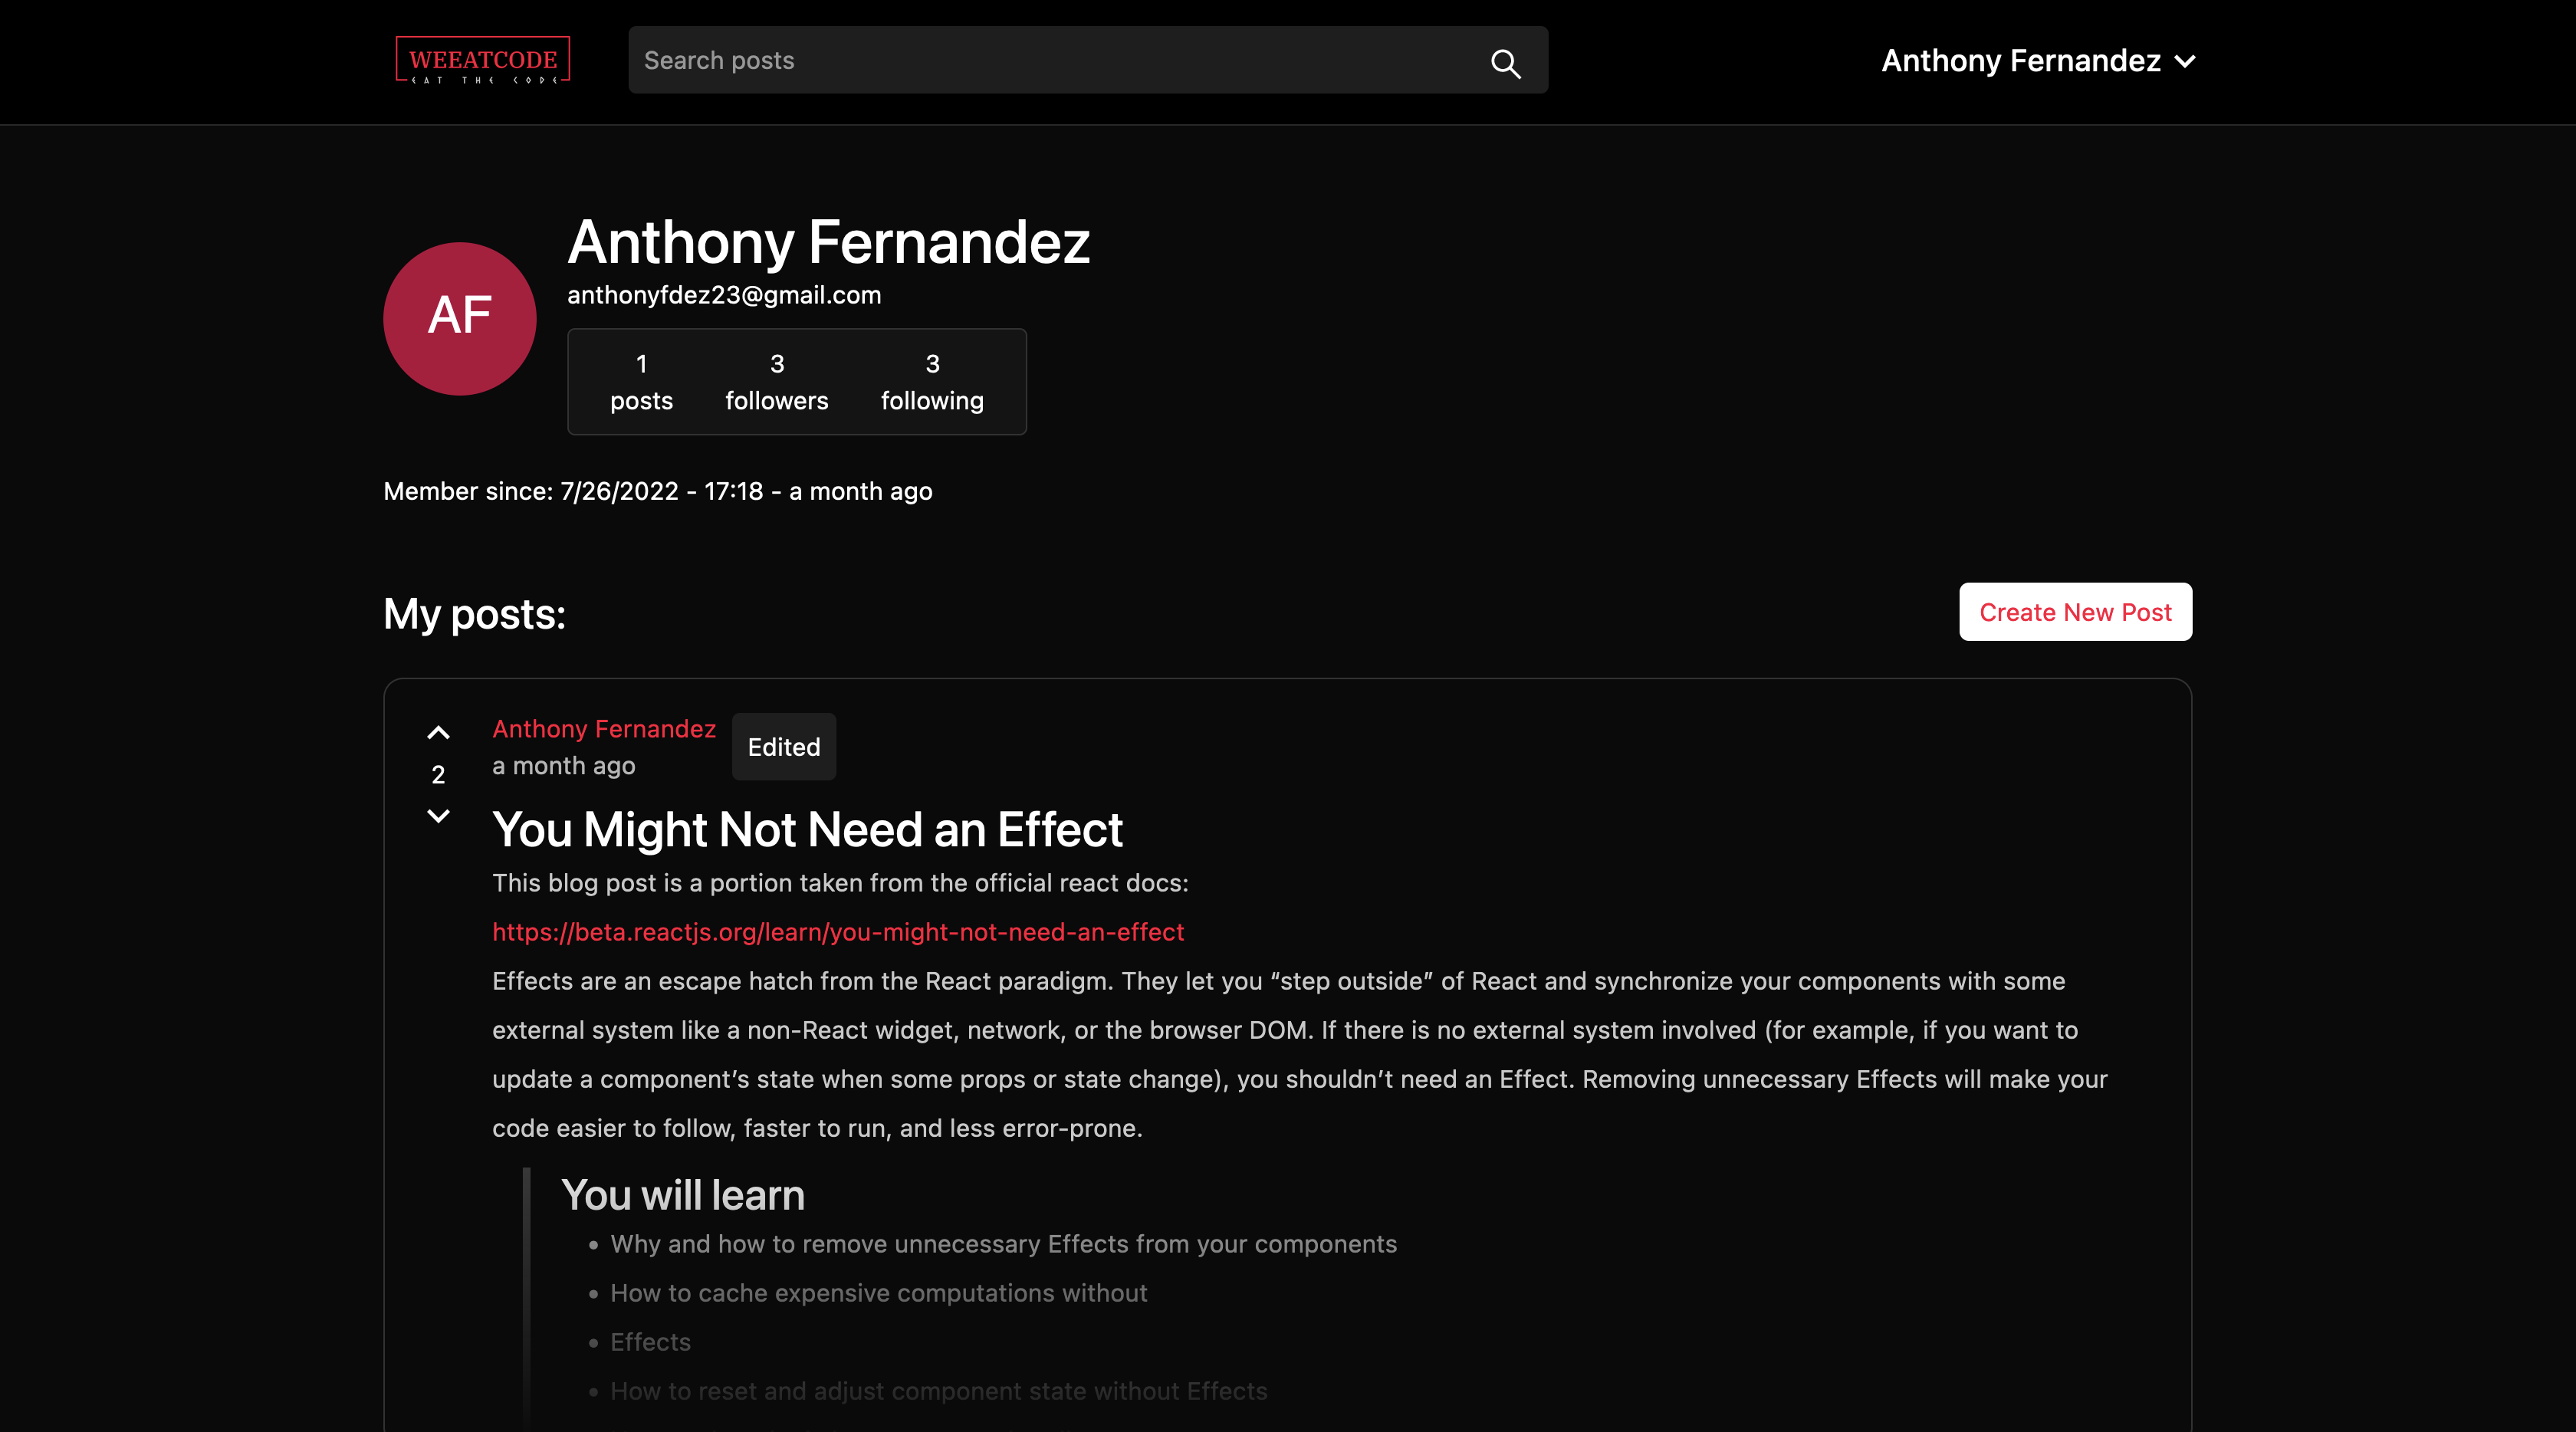 WEEATCODE
EAT THE CODE
Search posts
Anthony Fernandez
AF
Anthony Fernandez
anthonyfdez23@gmail.com
1 3 3
posts followers following
Member since: 7/26/2022 - 17:18 - a month ago
My posts:
Create New Post
Anthony Fernandez
a month ago
Edited
2
You Might Not Need an Effect
This blog post is a portion taken from the official react docs:
https://beta.reactjs.org/learn/you-might-not-need-an-effect
Effects are an escape hatch from the React paradigm. They let you “step outside” of React and synchronize your components with some
external system like a non-React widget, network, or the browser DOM. If there is no external system involved (for example, if you want to
update a component’s state when some props or state change), you shouldn’t need an Effect. Removing unnecessary Effects will make your
code easier to follow, faster to run, and less error-prone.
You will learn
• Why and how to remove unnecessary Effects from your components
• How to cache expensive computations without
• Effects
• How to reset and adjust component state without Effects